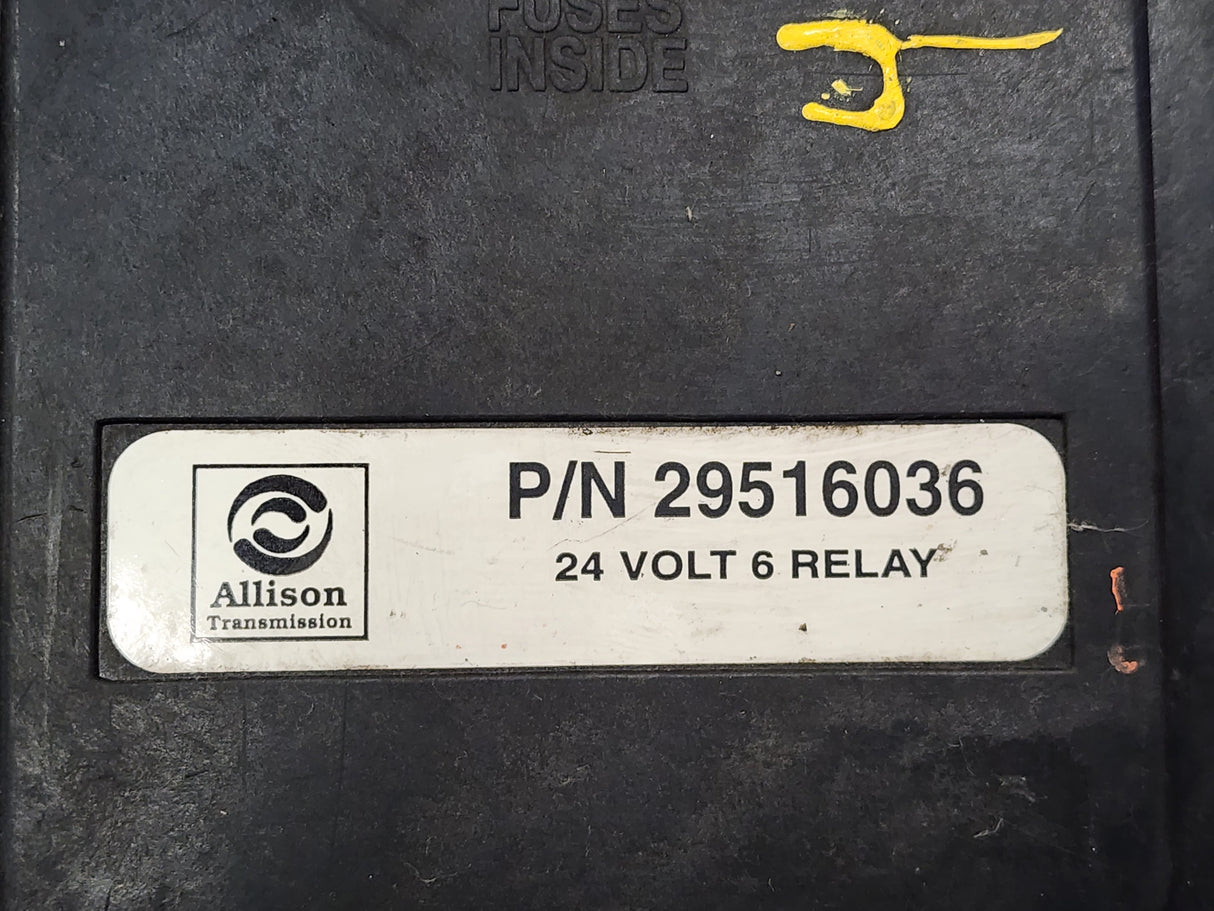 FUSES
INSIDE
P/N 29516036
24 VOLT 6 RELAY
Allison
Transmission